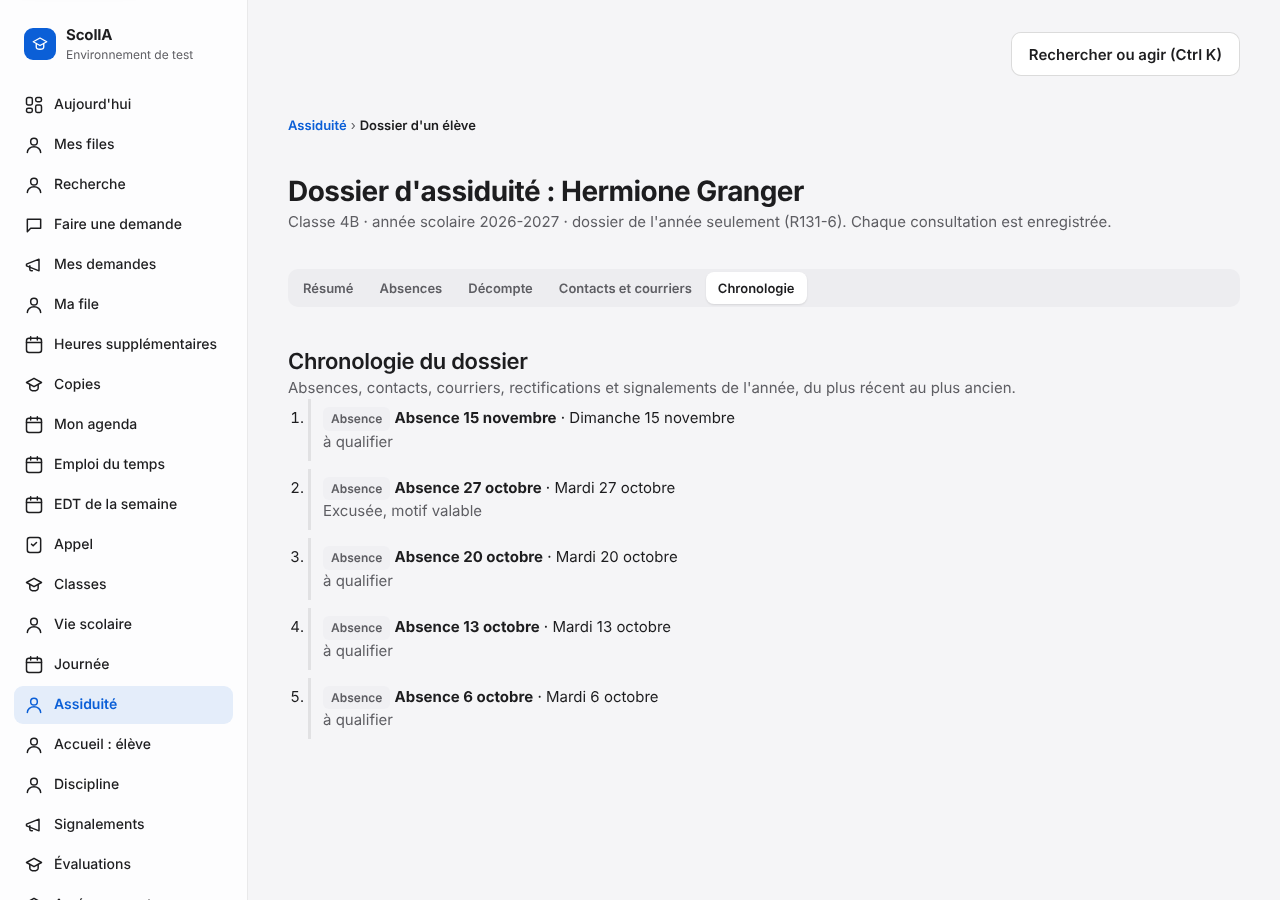 ScolIA
Environnement de test
Aujourd'hui
Mes files
Recherche
Faire une demande
Mes demandes
Ma file
Heures supplémentaires
Copies
Mon agenda
Emploi du temps
EDT de la semaine
Appel
Classes
Vie scolaire
Journée
Assiduité
Accueil : élève
Discipline
Signalements
Évaluations
Rechercher ou agir (Ctrl K)
Assiduité › Dossier d'un élève
Dossier d'assiduité : Hermione Granger
Classe 4B · année scolaire 2026-2027 · dossier de l'année seulement (R131-6). Chaque consultation est enregistrée.
Résumé Absences Décompte Contacts et courriers Chronologie
Chronologie du dossier
Absences, contacts, courriers, rectifications et signalements de l'année, du plus récent au plus ancien.
1. Absence Absence 15 novembre · Dimanche 15 novembre
à qualifier
2. Absence Absence 27 octobre · Mardi 27 octobre
Excusée, motif valable
3. Absence Absence 20 octobre · Mardi 20 octobre
à qualifier
4. Absence Absence 13 octobre · Mardi 13 octobre
à qualifier
5. Absence Absence 6 octobre · Mardi 6 octobre
à qualifier